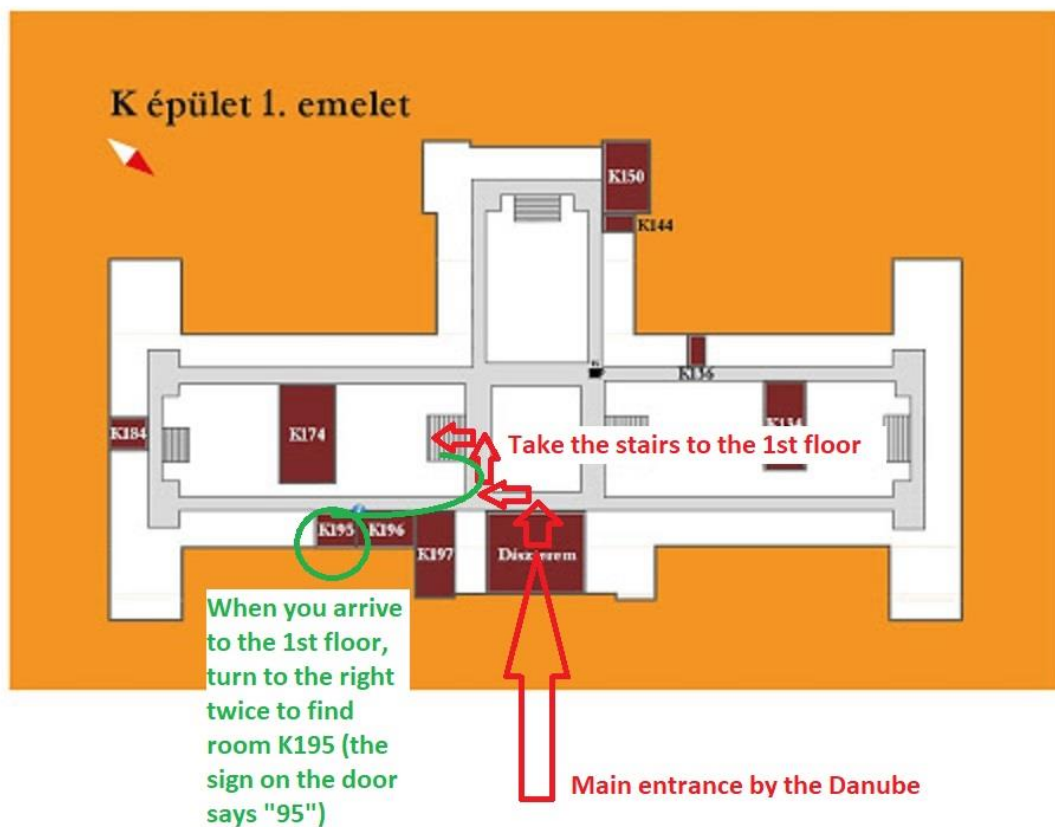 K épület 1. emelet
K150
K144
K136
K184
K174
K134
Take the stairs to the 1st floor
K195
K196
K197
Díszterem
When you arrive
to the 1st floor,
turn to the right
twice to find
room K195 (the
sign on the door
says "95")
Main entrance by the Danube